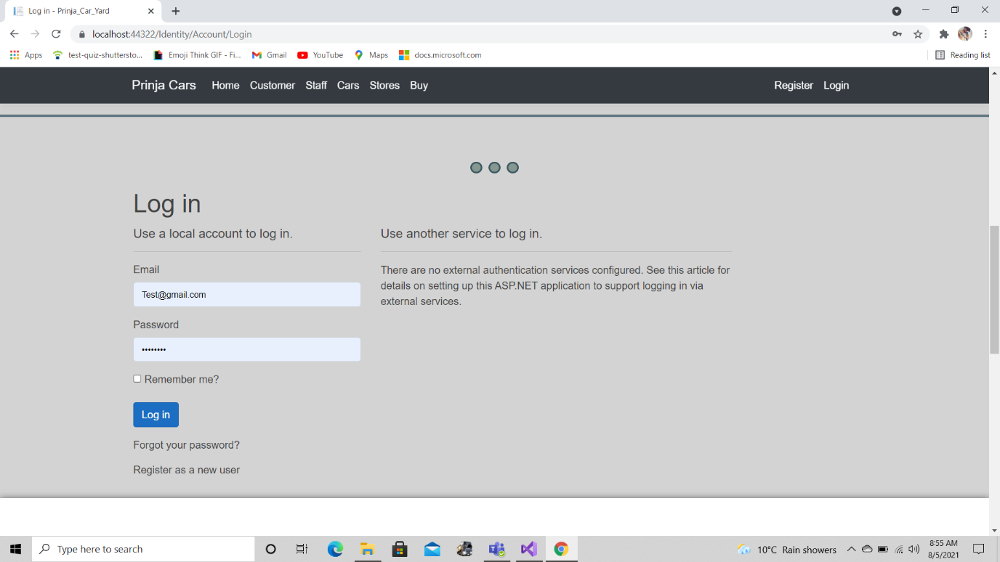 Log in - Prinja_Car_Yard
localhost:44322/Identity/Account/Login
Apps test-quiz-shuttersto... Emoji Think GIF - Fi... Gmail YouTube Maps docs.microsoft.com Reading list
Prinja Cars Home Customer Staff Cars Stores Buy Register Login
Log in
Use a local account to log in.
Email
Test@gmail.com
Password
••••••••
Remember me?
Log in
Forgot your password?
Register as a new user
Use another service to log in.
There are no external authentication services configured. See this article for
details on setting up this ASP.NET application to support logging in via
external services.
Type here to search
10°C Rain showers
8:55 AM
8/5/2021